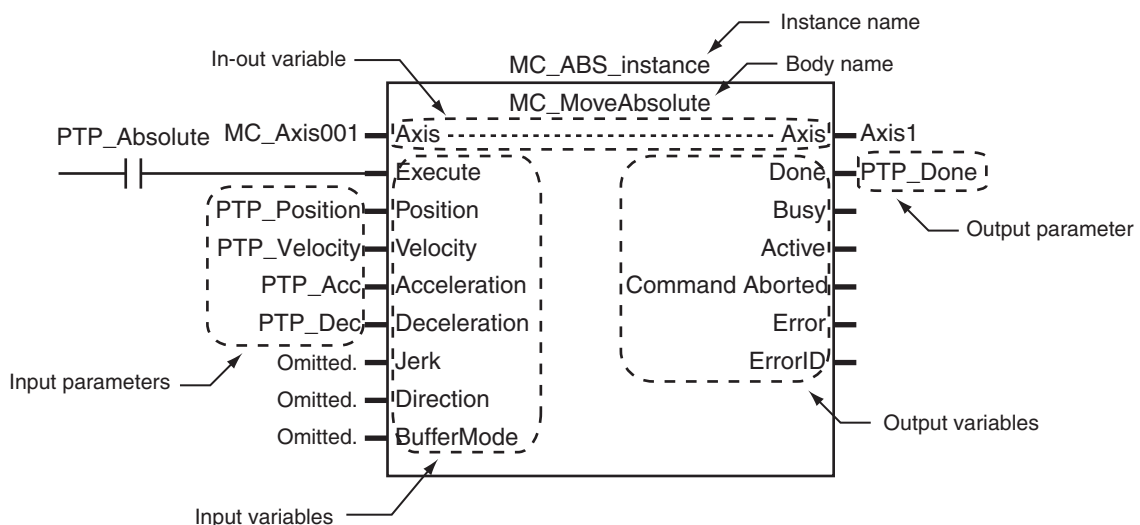 Instance name
In-out variable
MC_ABS_instance
Body name
MC_MoveAbsolute
PTP_Absolute
MC_Axis001 Axis Axis Axis1
Execute Done PTP_Done
PTP_Position Position Busy
Output parameter
PTP_Velocity Velocity Active
PTP_Acc Acceleration Command Aborted
PTP_Dec Deceleration Error
Omitted. Jerk ErrorID
Input parameters
Omitted. Direction
Output variables
Omitted. BufferMode
Input variables